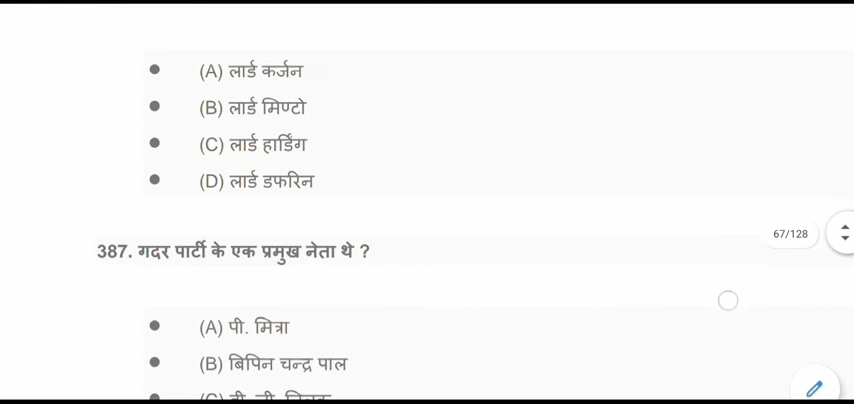 (A) लार्ड कर्जन
(B) लार्ड मिण्टो
(C) लार्ड हार्डिंग
(D) लार्ड डफरिन
67/128
387. गदर पार्टी के एक प्रमुख नेता थे ?
(A) पी. मित्रा
(B) बिपिन चन्द्र पाल